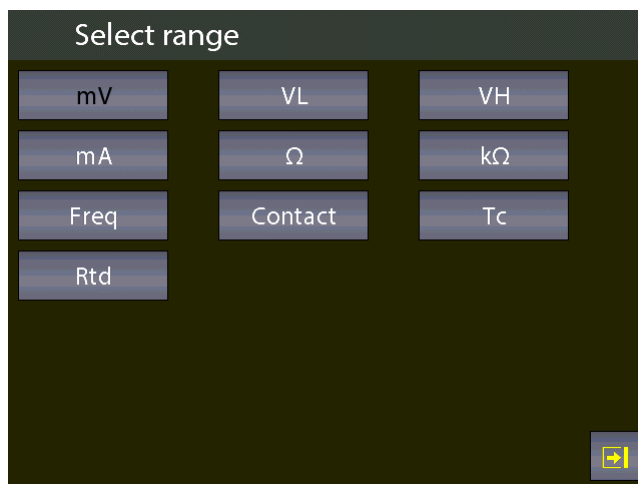 Select range
mV VL VH
mA Ω kΩ
Freq Contact Tc
Rtd